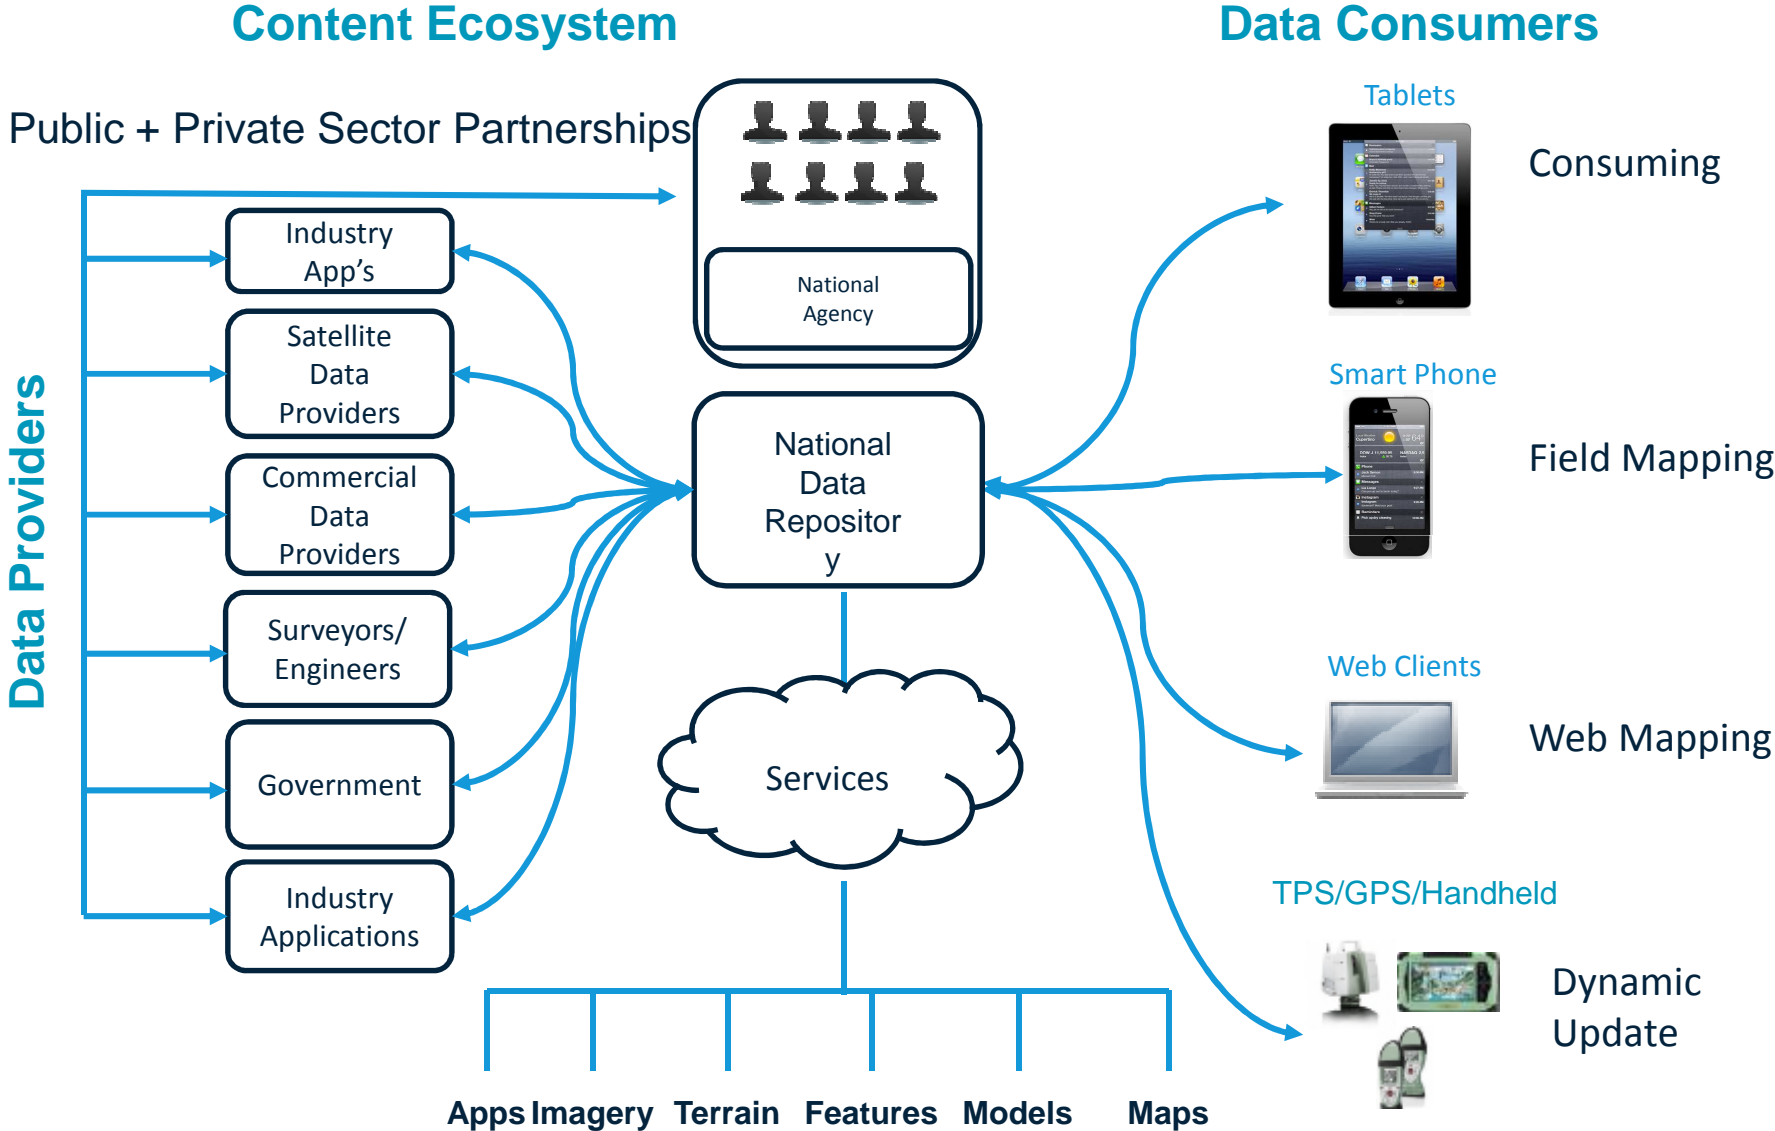 Content Ecosystem
Data Consumers
Public + Private Sector Partnerships
Data Providers
Industry
App's
Satellite
Data
Providers
Commercial
Data
Providers
Surveyors/
Engineers
Government
Industry
Applications
National
Agency
National
Data
Repositor
y
Services
Apps
Imagery
Terrain
Features
Models
Maps
Tablets
Consuming
Smart Phone
Field Mapping
Web Clients
Web Mapping
TPS/GPS/Handheld
Dynamic
Update